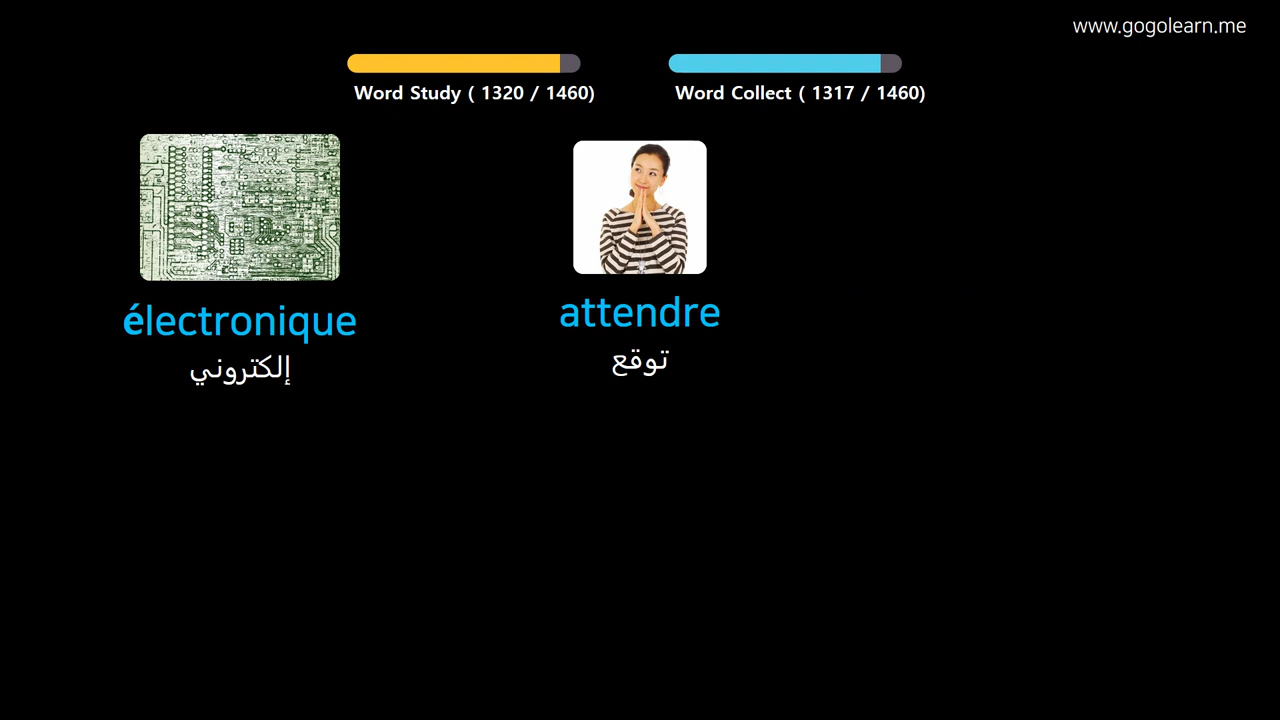 www.gogolearn.me
Word Study ( 1320 / 1460)
Word Collect ( 1317 / 1460)
électronique
إلكتروني
attendre
توقع